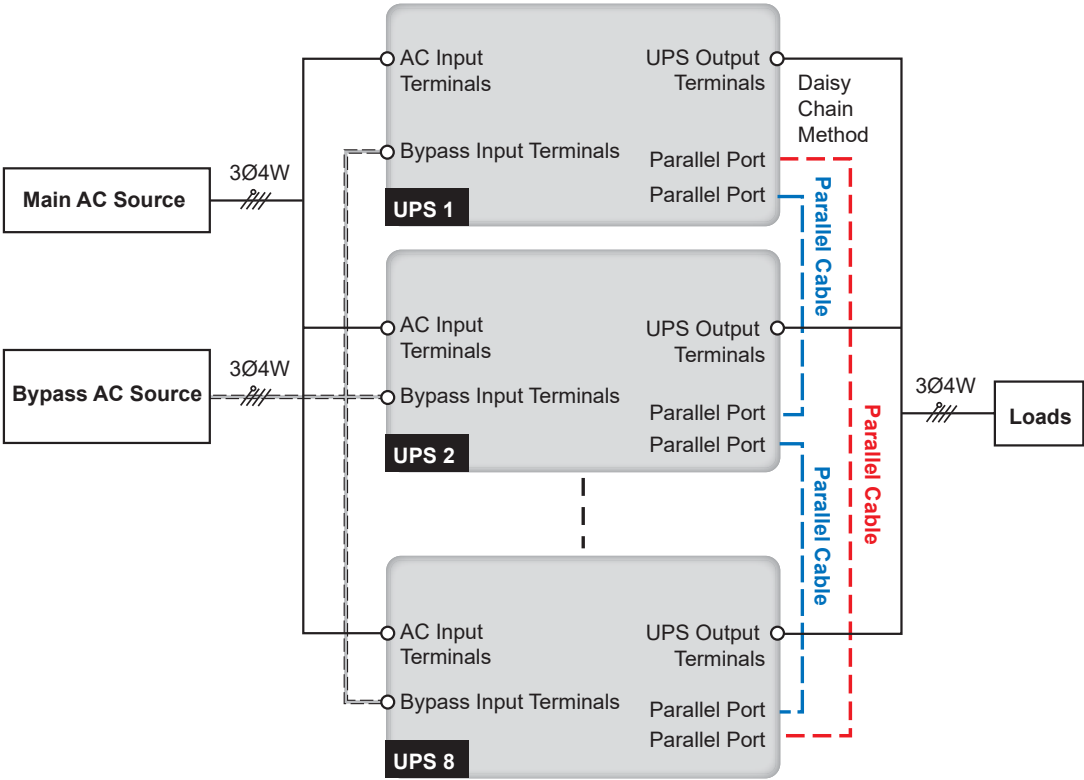 Main AC Source
3Ø4W
Bypass AC Source
3Ø4W
AC Input
Terminals
Bypass Input Terminals
UPS 1
UPS Output
Terminals
Parallel Port
Parallel Port
Daisy
Chain
Method
Parallel Cable
AC Input
Terminals
Bypass Input Terminals
UPS 2
UPS Output
Terminals
Parallel Port
Parallel Port
Parallel Cable
Parallel Cable
3Ø4W
Loads
AC Input
Terminals
Bypass Input Terminals
UPS 8
UPS Output
Terminals
Parallel Port
Parallel Port